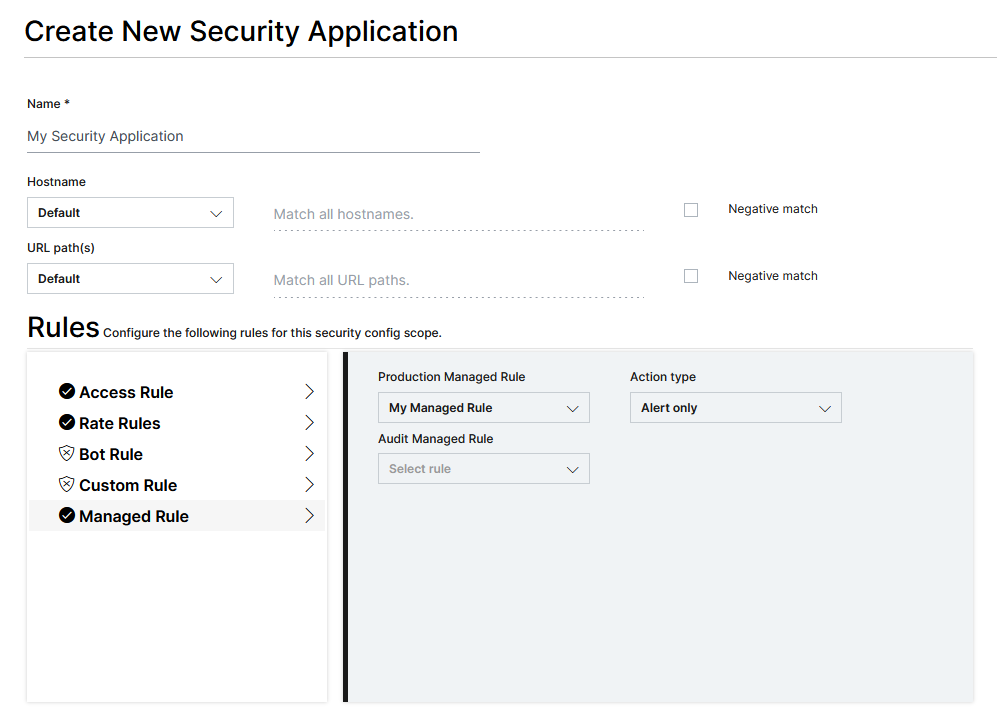 Create New Security Application
Name *
My Security Application
Hostname
Default
Match all hostnames.
Negative match
URL path(s)
Default
Match all URL paths.
Negative match
Rules Configure the following rules for this security config scope.
Access Rule
Rate Rules
Bot Rule
Custom Rule
Managed Rule
Production Managed Rule
Action type
My Managed Rule
Alert only
Audit Managed Rule
Select rule